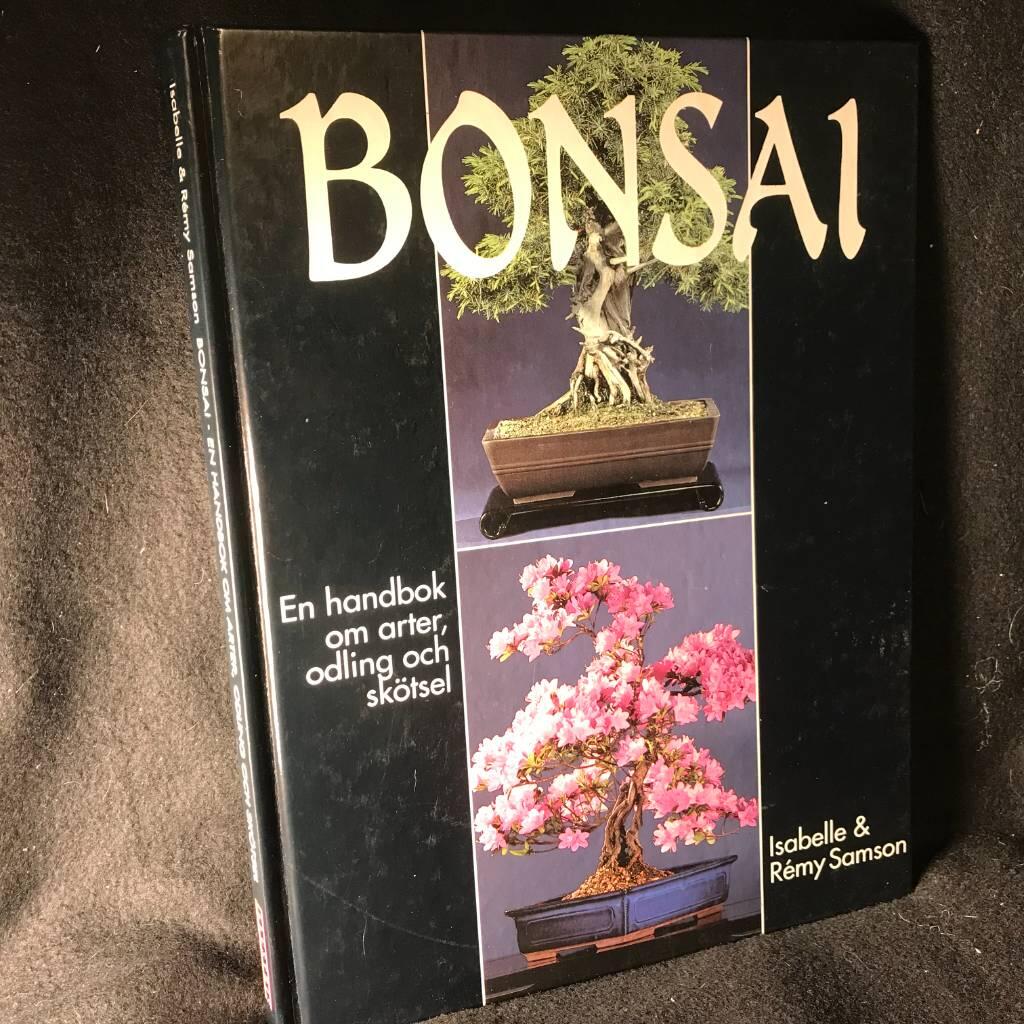 BONSAI
En handbok
om arter,
odling och
skötsel
Isabelle &
Rémy Samson
Isabelle & Rémy Samson BONSAI - EN HANDBOK OM ARTER, ODLING OCH SKÖTSEL